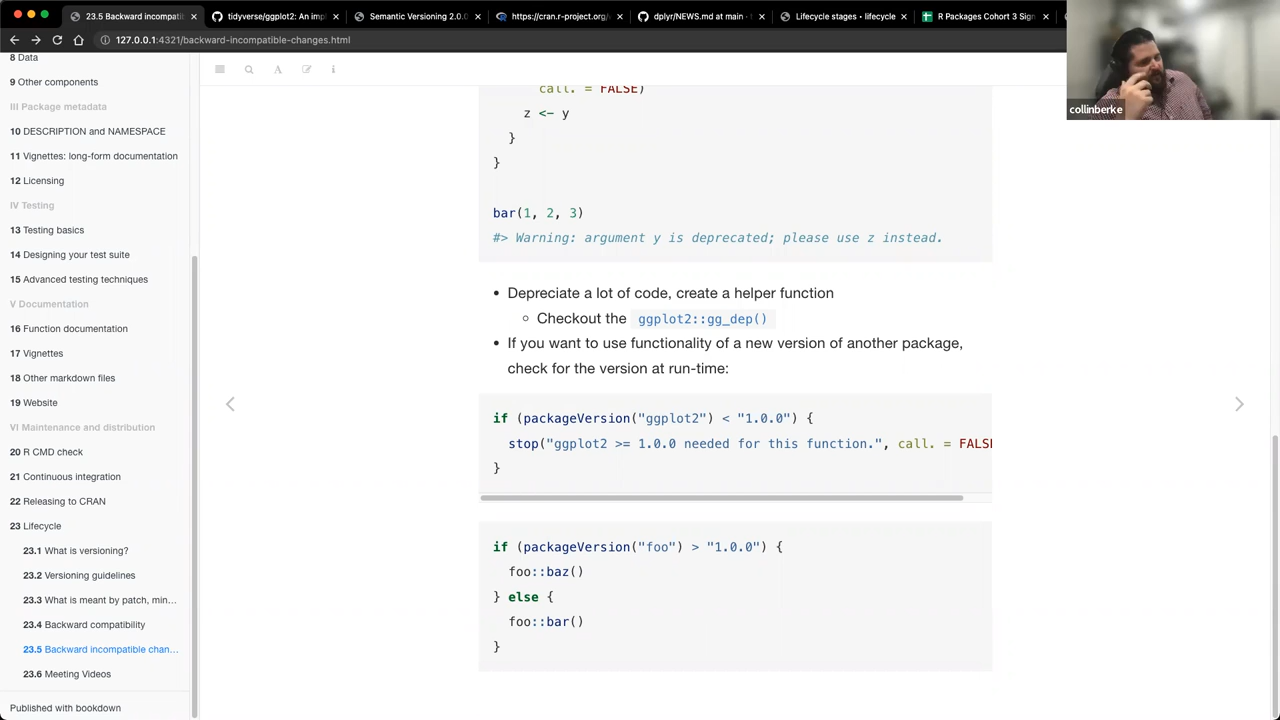 23.5 Backward incompatib
tidyverse/ggplot2: An imp
Semantic Versioning 2.0.0
https://cran.r-project.org/v
dplyr/NEWS.md at main ·
Lifecycle stages • lifecycle
R Packages Cohort 3 Sign
127.0.0.1:4321/backward-incompatible-changes.html
8 Data
9 Other components
III Package metadata
10 DESCRIPTION and NAMESPACE
11 Vignettes: long-form documentation
12 Licensing
IV Testing
13 Testing basics
14 Designing your test suite
15 Advanced testing techniques
V Documentation
16 Function documentation
17 Vignettes
18 Other markdown files
19 Website
VI Maintenance and distribution
20 R CMD check
21 Continuous integration
22 Releasing to CRAN
23 Lifecycle
23.1 What is versioning?
23.2 Versioning guidelines
23.3 What is meant by patch, min...
23.4 Backward compatibility
23.5 Backward incompatible chan...
23.6 Meeting Videos
Published with bookdown
call. = FALSE)
z <- y
}
}
bar(1, 2, 3)
#> Warning: argument y is deprecated; please use z instead.
• Depreciate a lot of code, create a helper function
Checkout the ggplot2::gg_dep()
• If you want to use functionality of a new version of another package,
check for the version at run-time:
if (packageVersion("ggplot2") < "1.0.0") {
stop("ggplot2 >= 1.0.0 needed for this function.", call. = FALS
}
if (packageVersion("foo") > "1.0.0") {
foo::baz()
} else {
foo::bar()
}
collinberke